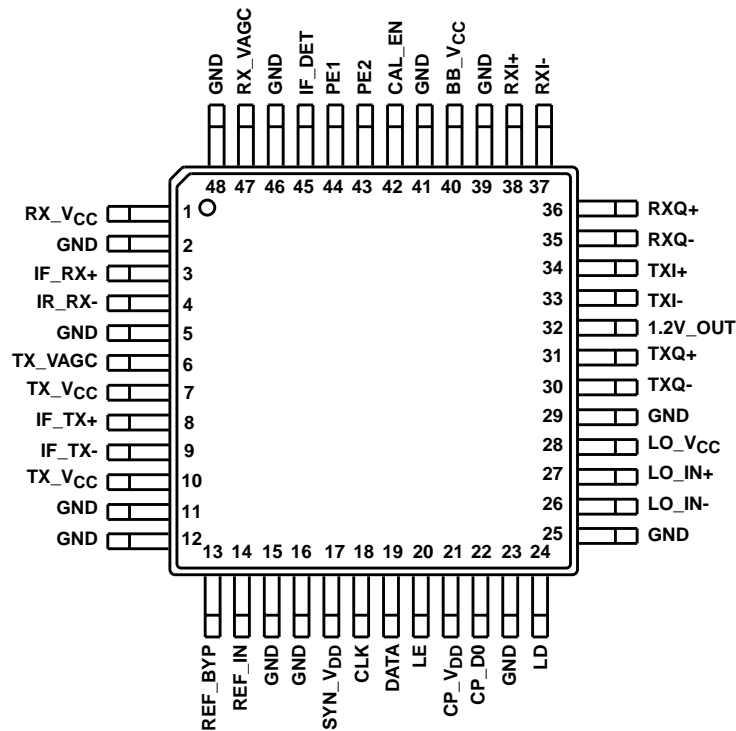 GND
RX_VAGC
GND
IF_DET
PE1
PE2
CAL_EN
GND
BB_VCC
GND
RXI+
RXI-
48 47 46 45 44 43 42 41 40 39 38 37
RX_VCC 1
GND 2
IF_RX+ 3
IR_RX- 4
GND 5
TX_VAGC 6
TX_VCC 7
IF_TX+ 8
IF_TX- 9
TX_VCC 10
GND 11
GND 12
36 RXQ+
35 RXQ-
34 TXI+
33 TXI-
32 1.2V_OUT
31 TXQ+
30 TXQ-
29 GND
28 LO_VCC
27 LO_IN+
26 LO_IN-
25 GND
13 14 15 16 17 18 19 20 21 22 23 24
REF_BYP
REF_IN
GND
GND
SYN_VDD
CLK
DATA
LE
CP_VDD
CP_D0
GND
LD